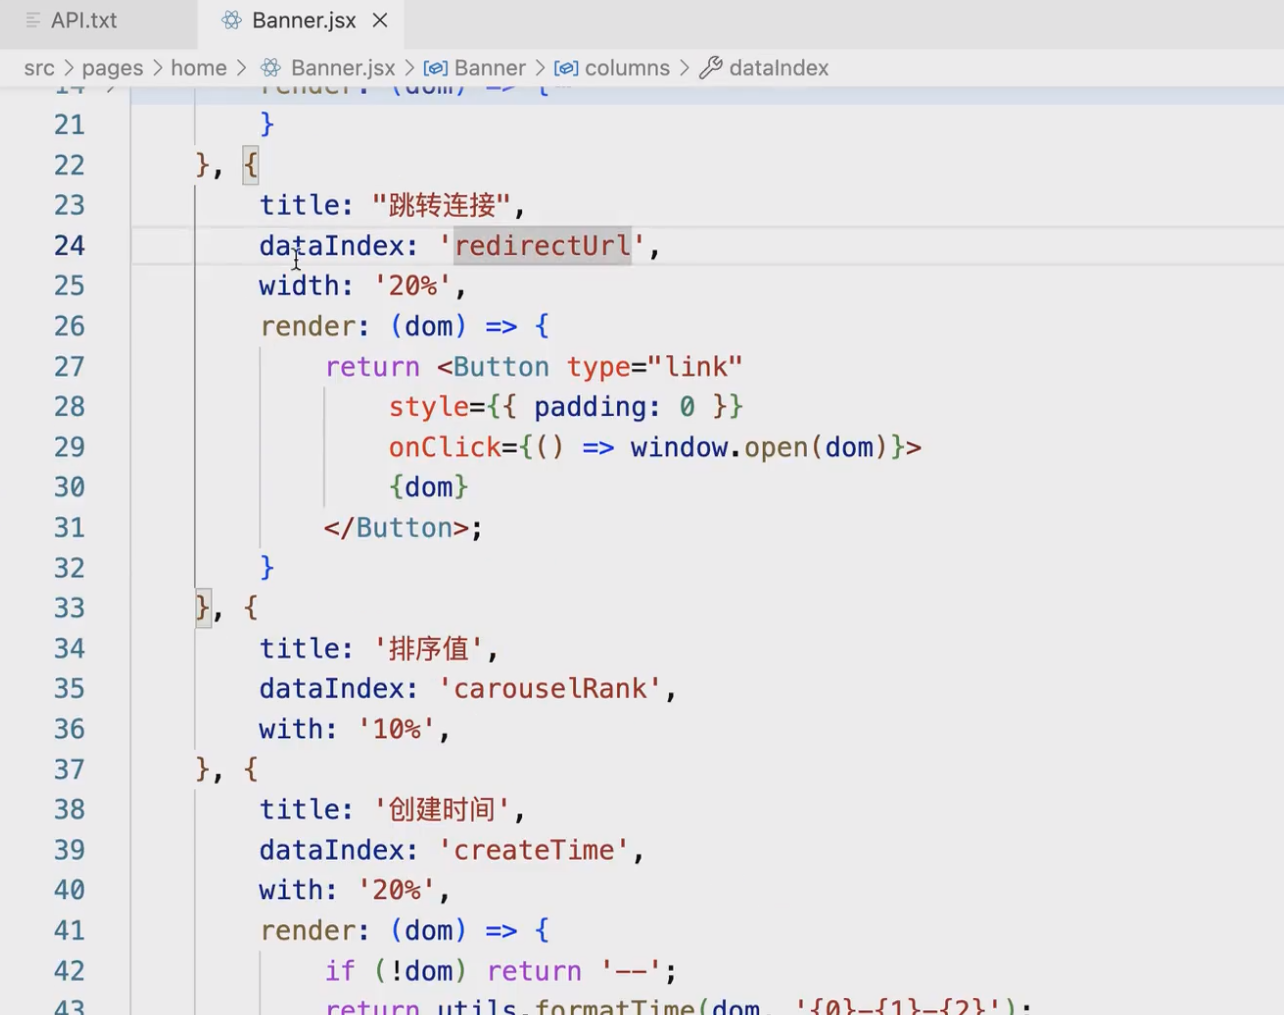 API.txt Banner.jsx
src > pages > home > Banner.jsx > Banner > columns > dataIndex
14 render: (dom) => {
21 }
22 }, {
23 title: "跳转连接",
24 dataIndex: 'redirectUrl',
25 width: '20%',
26 render: (dom) => {
27 return <Button type="link"
28 style={{ padding: 0 }}
29 onClick={() => window.open(dom)}>
30 {dom}
31 </Button>;
32 }
33 }, {
34 title: '排序值',
35 dataIndex: 'carouselRank',
36 with: '10%',
37 }, {
38 title: '创建时间',
39 dataIndex: 'createTime',
40 with: '20%',
41 render: (dom) => {
42 if (!dom) return '--';
43 return utils.formatTime(dom, '{0}-{1}-{2}');